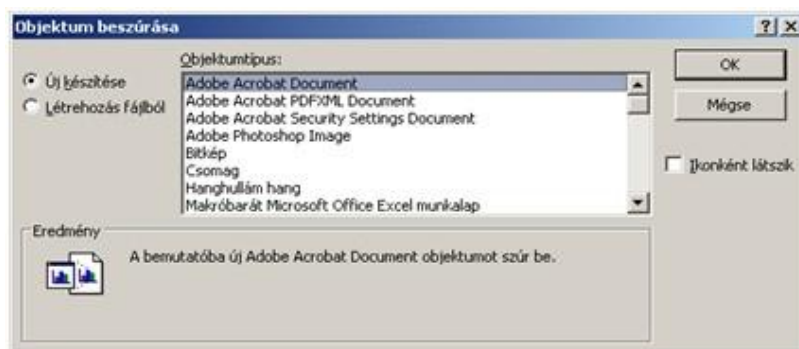 Objektum beszúrása
Új készítése
Létrehozás fájlból
Objektumtípus:
Adobe Acrobat Document
Adobe Acrobat PDFXML Document
Adobe Acrobat Security Settings Document
Adobe Photoshop Image
Bitkép
Csomag
Hanghullám hang
Makróbarát Microsoft Office Excel munkalap
OK
Mégse
Ikonként látszik
Eredmény
A bemutatóba új Adobe Acrobat Document objektumot szúr be.